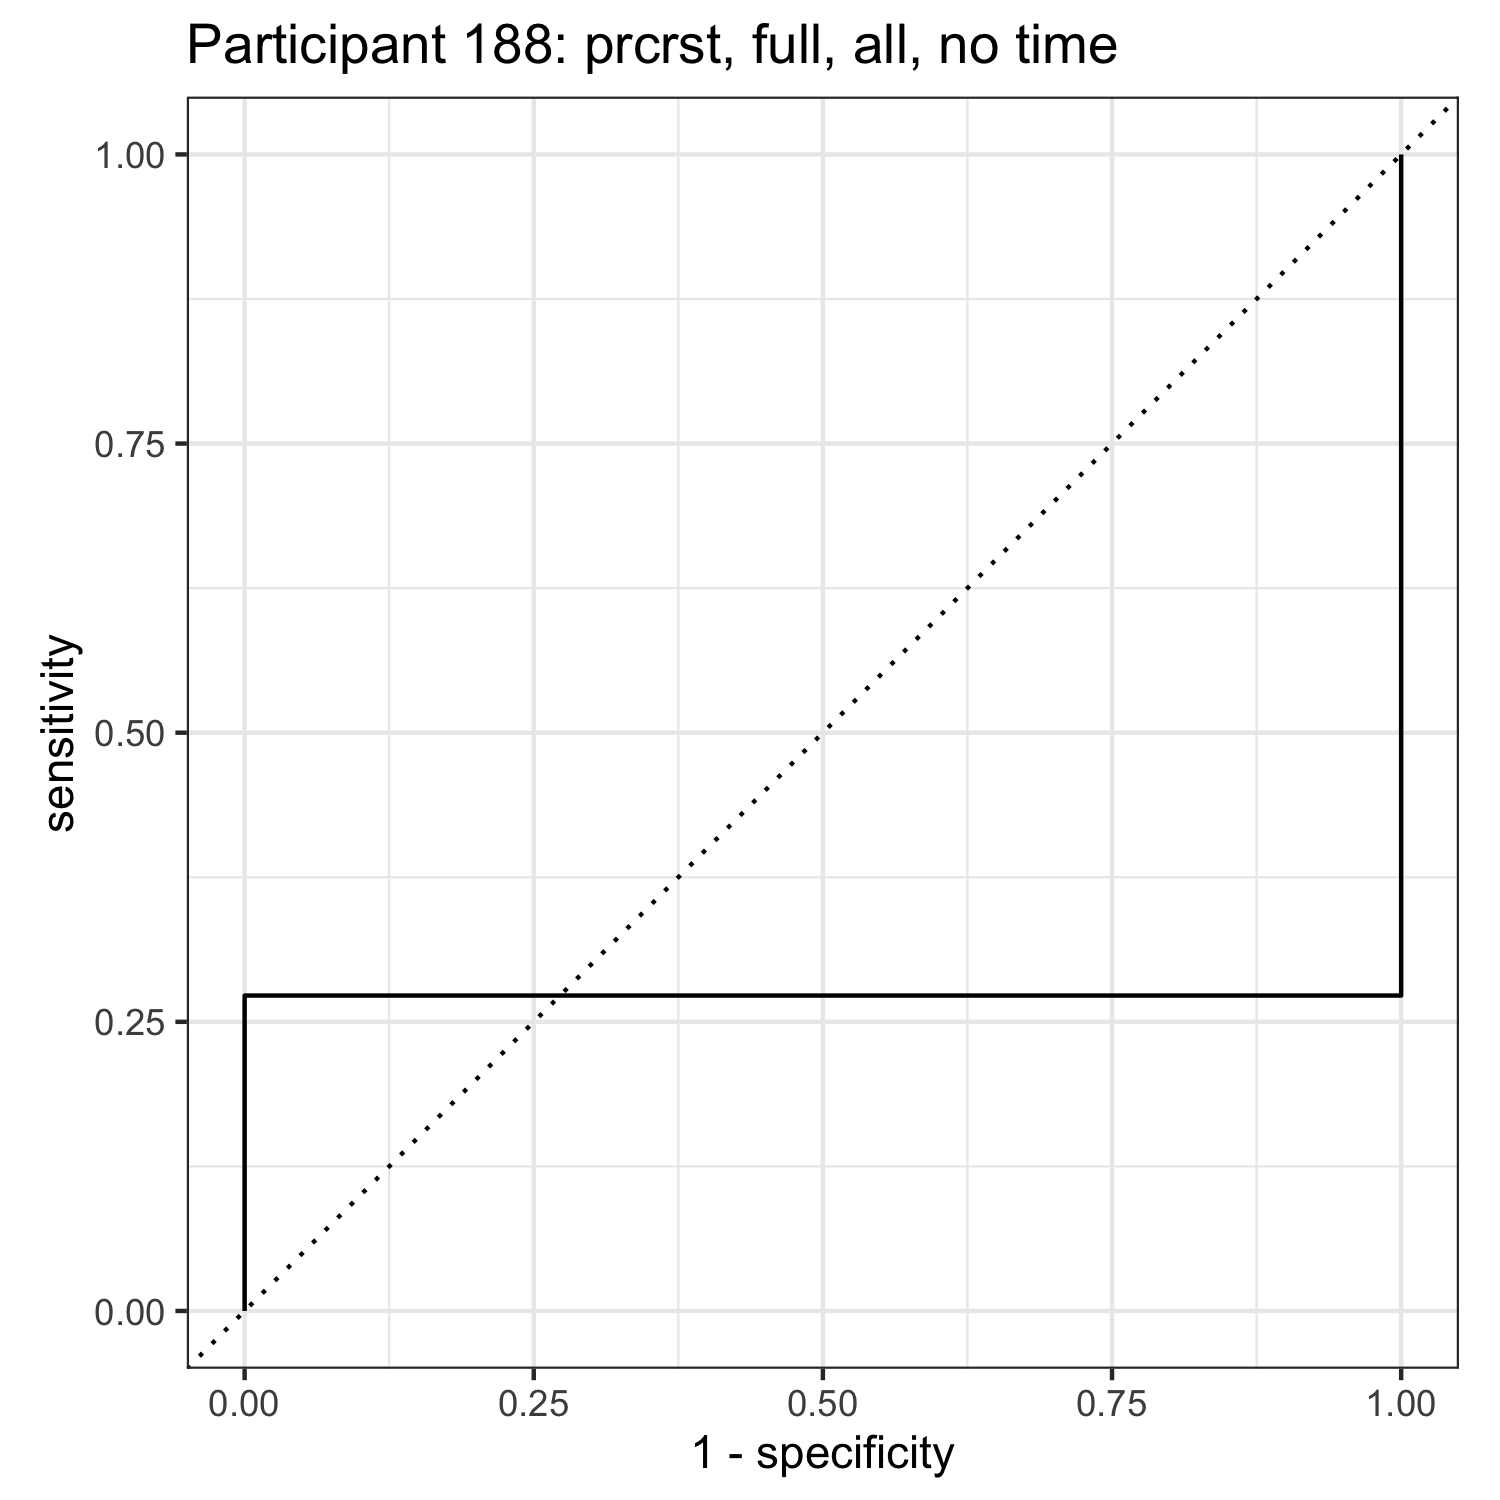 Participant 188: prcrst, full, all, no time
1.00
0.75
0.50
0.25
0.00
sensitivity
0.00 0.25 0.50 0.75 1.00
1 - specificity